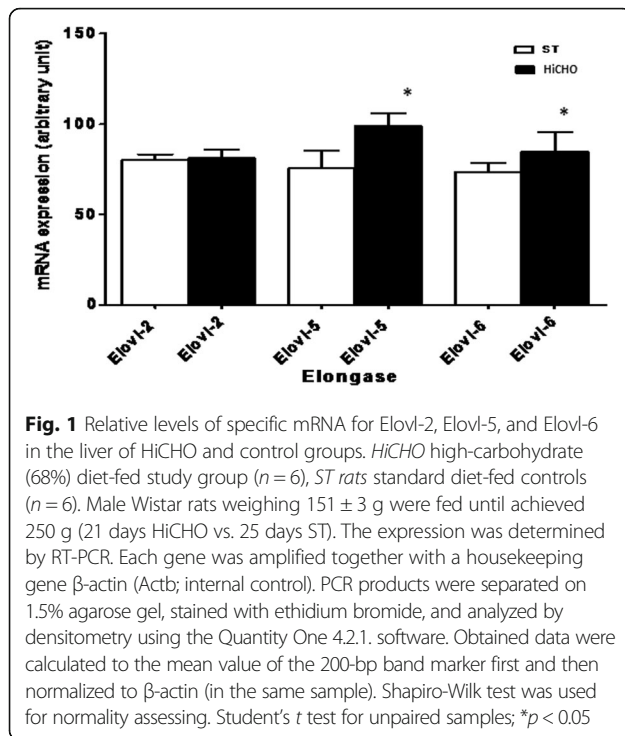 150
100
50
0
mRNA expression (arbitrary unit)
ST
HiCHO
*
*
Elovl-2
Elovl-2
Elovl-5
Elovl-5
Elovl-6
Elovl-6
Elongase
Fig. 1 Relative levels of specific mRNA for Elovl-2, Elovl-5, and Elovl-6
in the liver of HiCHO and control groups. HiCHO high-carbohydrate
(68%) diet-fed study group (n = 6), ST rats standard diet-fed controls
(n = 6). Male Wistar rats weighing 151 ± 3 g were fed until achieved
250 g (21 days HiCHO vs. 25 days ST). The expression was determined
by RT-PCR. Each gene was amplified together with a housekeeping
gene β-actin (Actb; internal control). PCR products were separated on
1.5% agarose gel, stained with ethidium bromide, and analyzed by
densitometry using the Quantity One 4.2.1. software. Obtained data were
calculated to the mean value of the 200-bp band marker first and then
normalized to β-actin (in the same sample). Shapiro-Wilk test was used
for normality assessing. Student's t test for unpaired samples; *p < 0.05